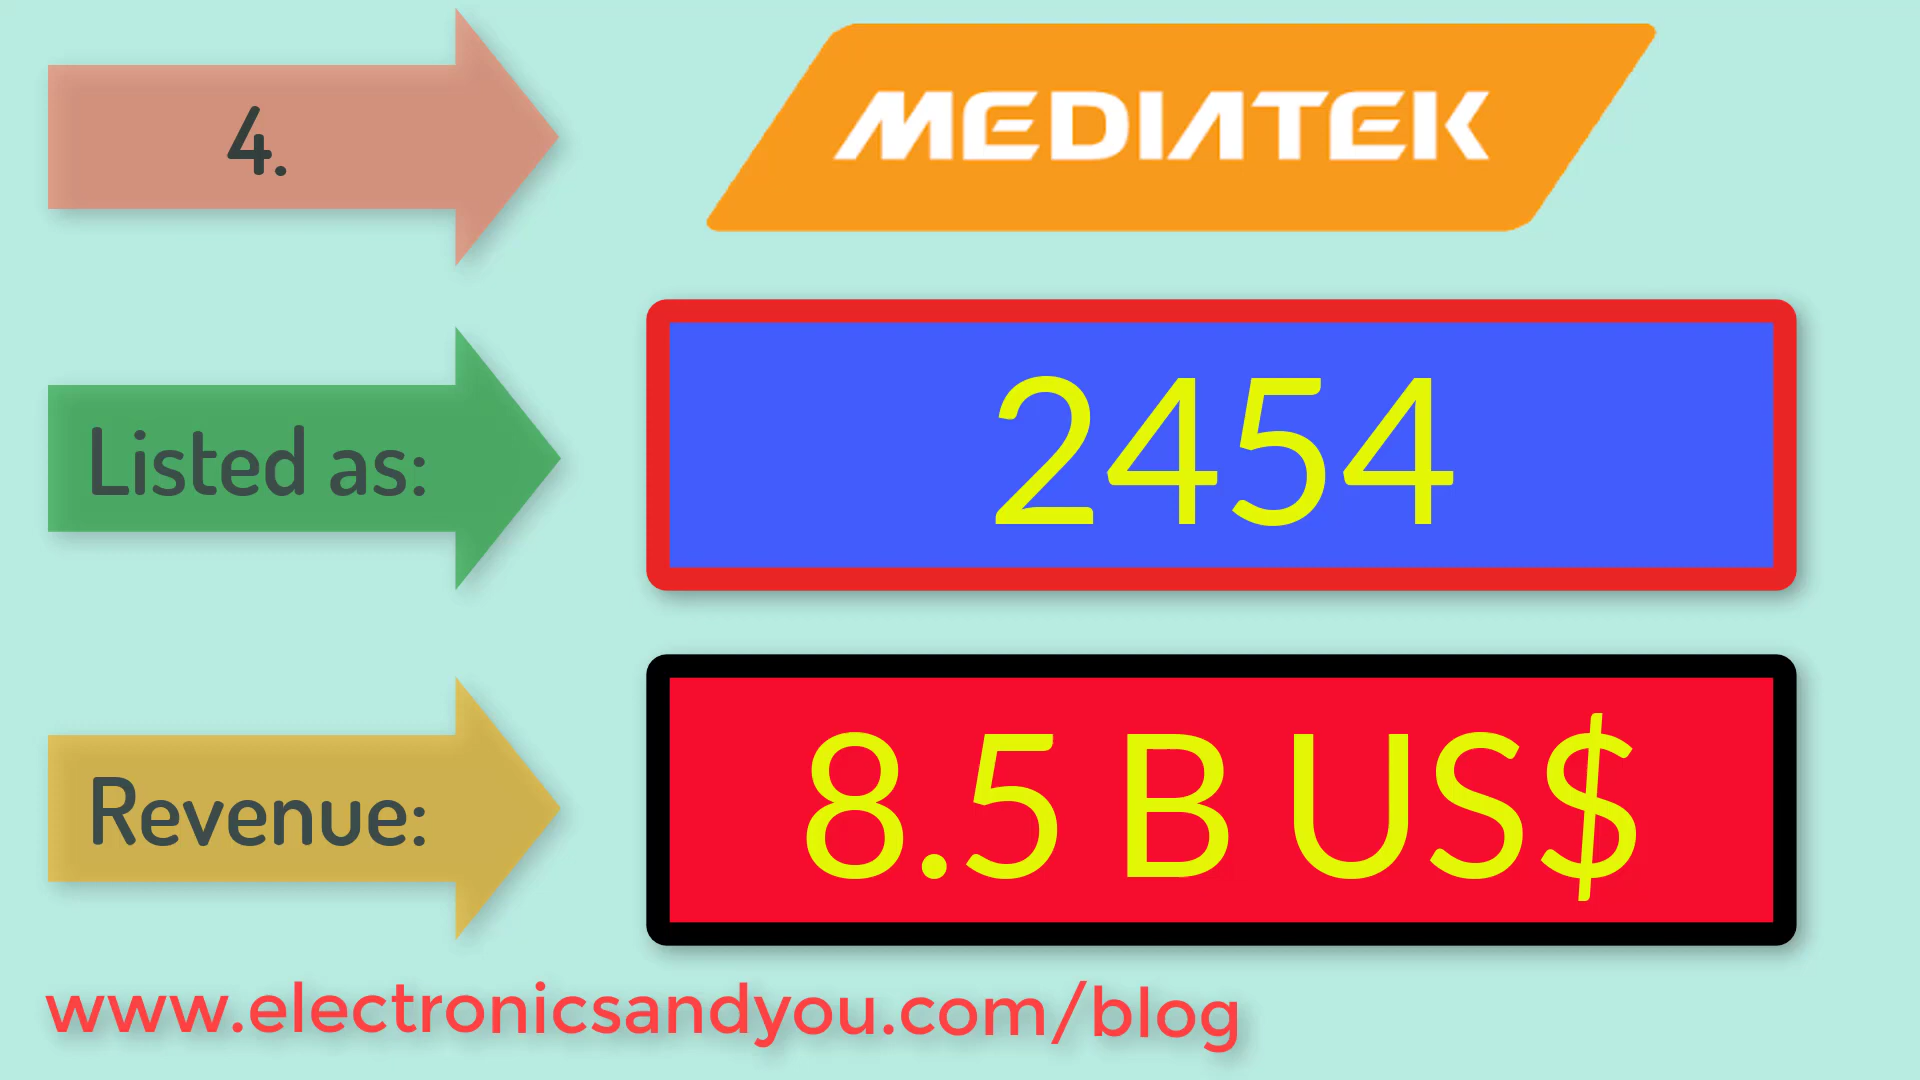 4.
MEDIATEK
Listed as:
2454
Revenue:
8.5 B US$
www.electronicsandyou.com/blog